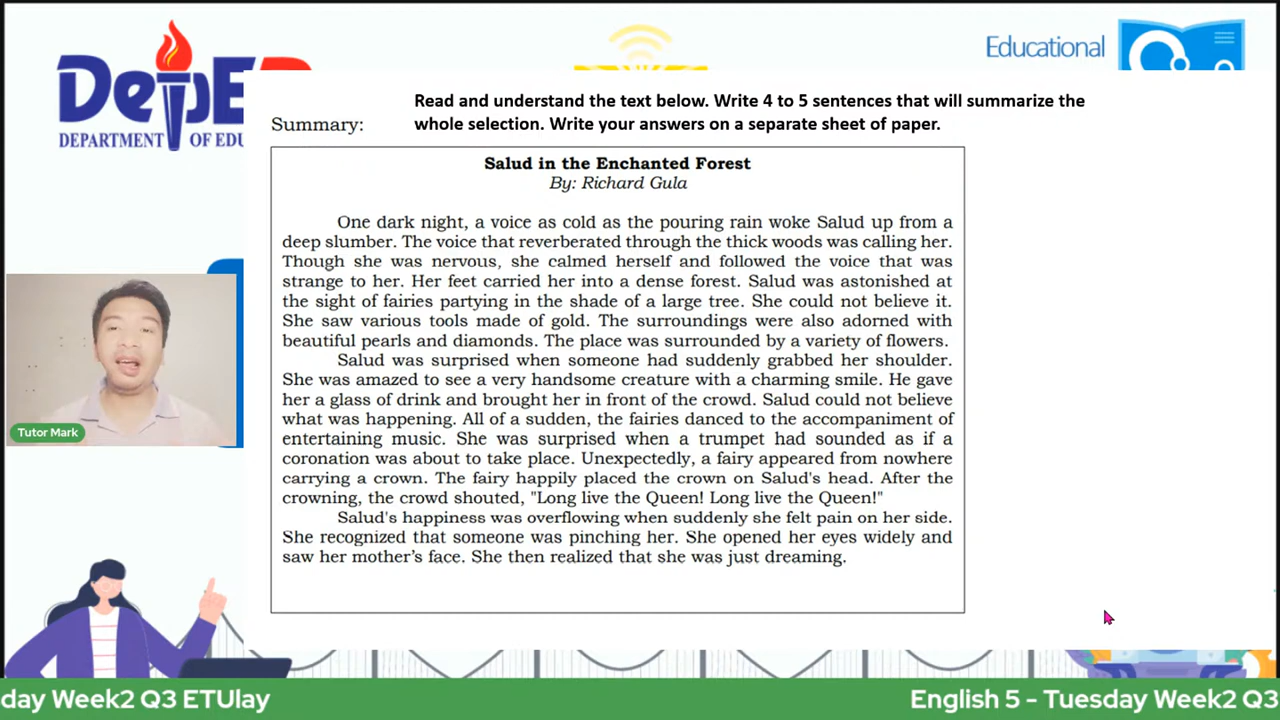 DepE
DEPARTMENT OF EDU
Educational
Read and understand the text below. Write 4 to 5 sentences that will summarize the
whole selection. Write your answers on a separate sheet of paper.
Summary:
Salud in the Enchanted Forest
By: Richard Gula
One dark night, a voice as cold as the pouring rain woke Salud up from a
deep slumber. The voice that reverberated through the thick woods was calling her.
Though she was nervous, she calmed herself and followed the voice that was
strange to her. Her feet carried her into a dense forest. Salud was astonished at
the sight of fairies partying in the shade of a large tree. She could not believe it.
She saw various tools made of gold. The surroundings were also adorned with
beautiful pearls and diamonds. The place was surrounded by a variety of flowers.
Salud was surprised when someone had suddenly grabbed her shoulder.
She was amazed to see a very handsome creature with a charming smile. He gave
her a glass of drink and brought her in front of the crowd. Salud could not believe
what was happening. All of a sudden, the fairies danced to the accompaniment of
entertaining music. She was surprised when a trumpet had sounded as if a
coronation was about to take place. Unexpectedly, a fairy appeared from nowhere
carrying a crown. The fairy happily placed the crown on Salud's head. After the
crowning, the crowd shouted, "Long live the Queen! Long live the Queen!"
Salud's happiness was overflowing when suddenly she felt pain on her side.
She recognized that someone was pinching her. She opened her eyes widely and
saw her mother's face. She then realized that she was just dreaming.
Tutor Mark
day Week2 Q3 ETUlay
English 5 - Tuesday Week2 Q3